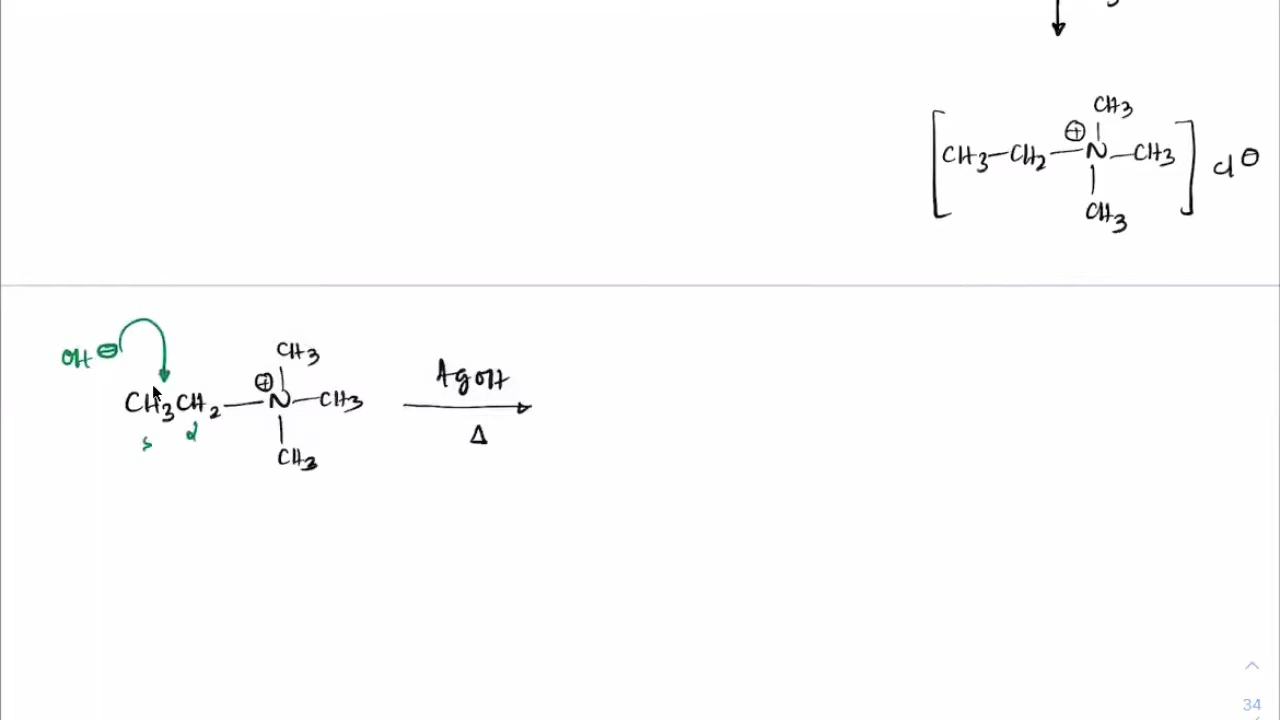 CH3
⊕
[CH3-CH2-N-CH3] Cl⊖
CH3
OH⊖
CH3
⊕
CH3CH2-N-CH3
AgOH
Δ
CH3
34